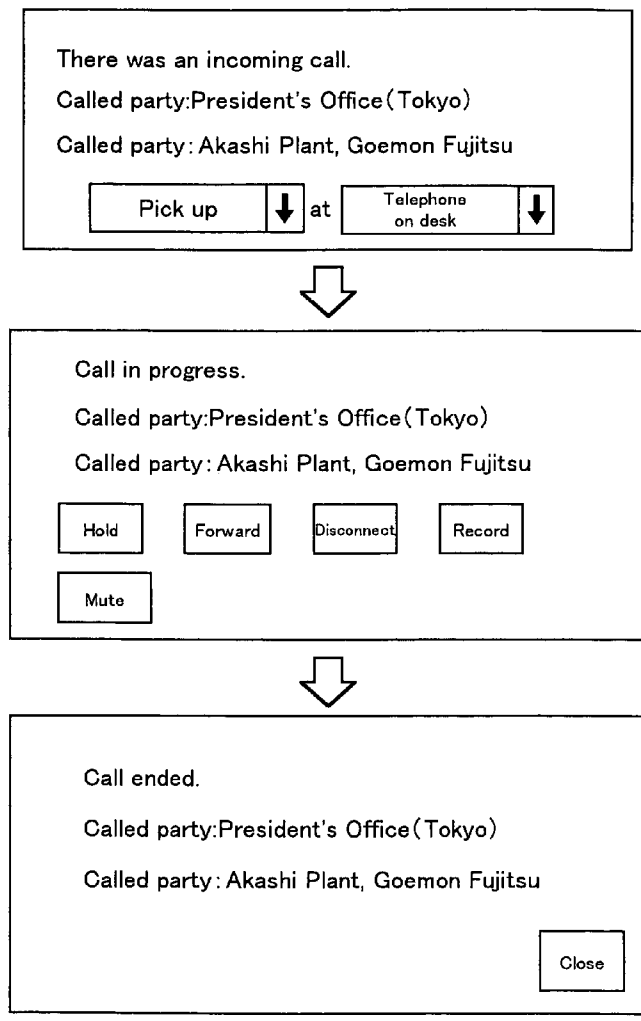 There was an incoming call.
Called party:President's Office(Tokyo)
Called party: Akashi Plant, Goemon Fujitsu
Pick up ↓ at Telephone on desk ↓
Call in progress.
Called party:President's Office(Tokyo)
Called party: Akashi Plant, Goemon Fujitsu
Hold Forward Disconnect Record
Mute
Call ended.
Called party:President's Office(Tokyo)
Called party: Akashi Plant, Goemon Fujitsu
Close